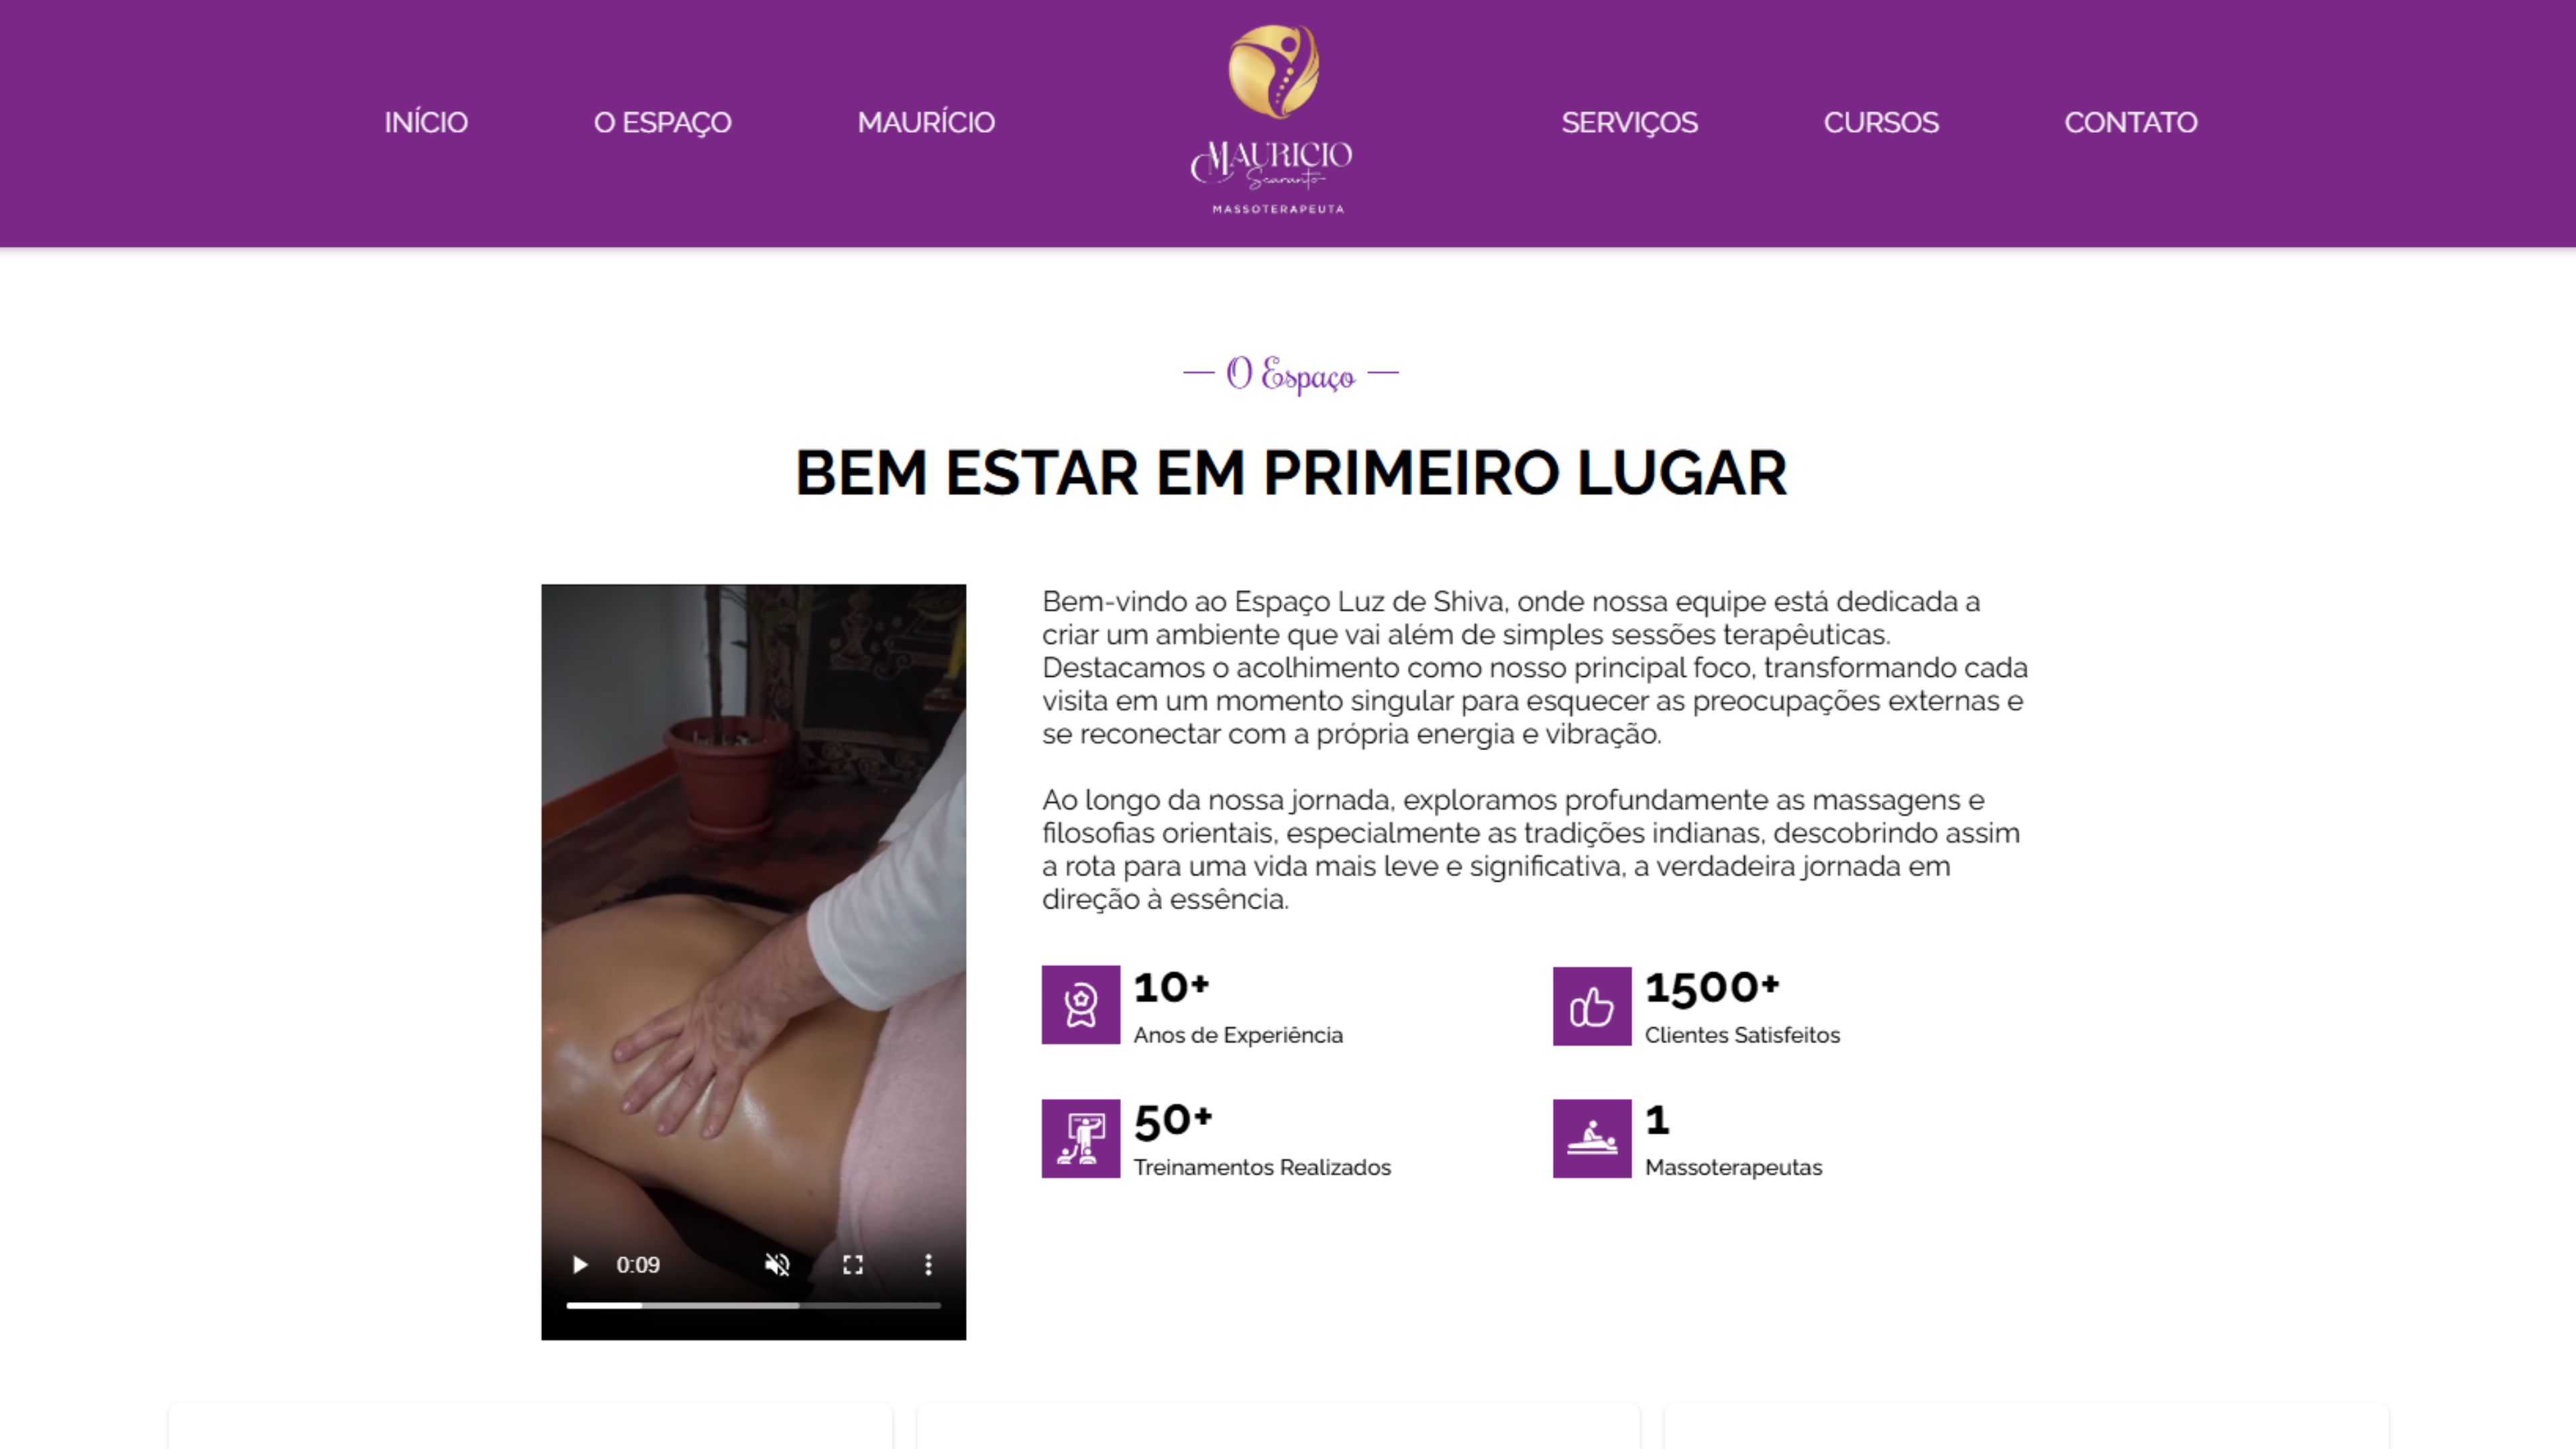 INÍCIO
O ESPAÇO
MAURÍCIO
MAURICIO
Scaranto
MASSOTERAPEUTA
SERVIÇOS
CURSOS
CONTATO
O Espaço
BEM ESTAR EM PRIMEIRO LUGAR
Bem-vindo ao Espaço Luz de Shiva, onde nossa equipe está dedicada a
criar um ambiente que vai além de simples sessões terapêuticas.
Destacamos o acolhimento como nosso principal foco, transformando cada
visita em um momento singular para esquecer as preocupações externas e
se reconectar com a própria energia e vibração.
Ao longo da nossa jornada, exploramos profundamente as massagens e
filosofias orientais, especialmente as tradições indianas, descobrindo assim
a rota para uma vida mais leve e significativa, a verdadeira jornada em
direção à essência.
10+
Anos de Experiência
1500+
Clientes Satisfeitos
50+
Treinamentos Realizados
1
Massoterapeutas
0:09